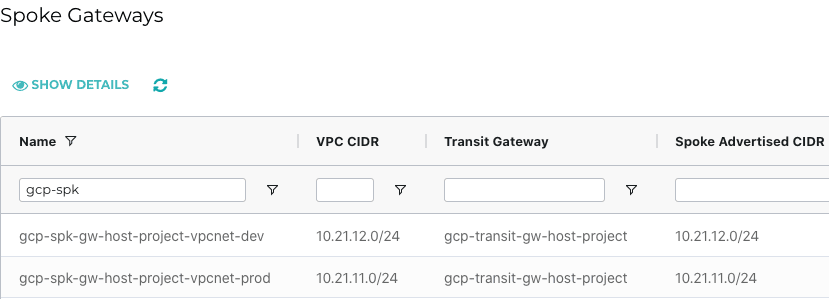 Spoke Gateways
SHOW DETAILS
Name VPC CIDR Transit Gateway Spoke Advertised CIDR
gcp-spk
gcp-spk-gw-host-project-vpcnet-dev 10.21.12.0/24 gcp-transit-gw-host-project 10.21.12.0/24
gcp-spk-gw-host-project-vpcnet-prod 10.21.11.0/24 gcp-transit-gw-host-project 10.21.11.0/24